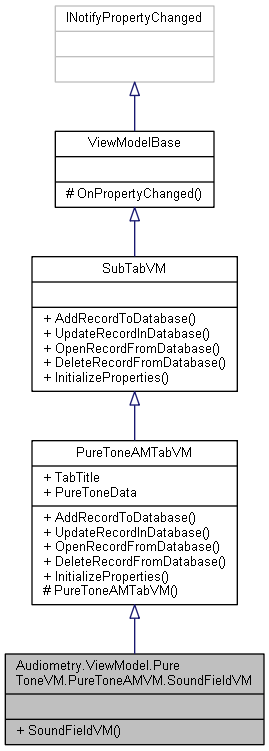 INotifyPropertyChanged
ViewModelBase
# OnPropertyChanged()
SubTabVM
+ AddRecordToDatabase()
+ UpdateRecordInDatabase()
+ OpenRecordFromDatabase()
+ DeleteRecordFromDatabase()
+ InitializeProperties()
PureToneAMTabVM
+ TabTitle
+ PureToneData
+ AddRecordToDatabase()
+ UpdateRecordInDatabase()
+ OpenRecordFromDatabase()
+ DeleteRecordFromDatabase()
+ InitializeProperties()
# PureToneAMTabVM()
Audiometry.ViewModel.Pure
ToneVM.PureToneAMVM.SoundFieldVM
+ SoundFieldVM()